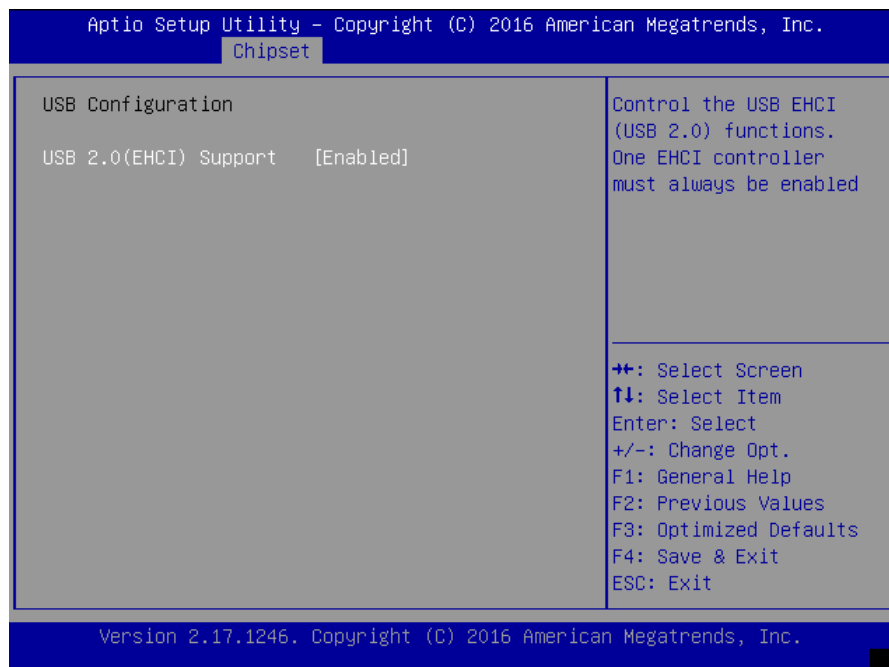 Aptio Setup Utility – Copyright (C) 2016 American Megatrends, Inc.
Chipset
USB Configuration
USB 2.0(EHCI) Support [Enabled]
Control the USB EHCI
(USB 2.0) functions.
One EHCI controller
must always be enabled
→←: Select Screen
↑↓: Select Item
Enter: Select
+/-: Change Opt.
F1: General Help
F2: Previous Values
F3: Optimized Defaults
F4: Save & Exit
ESC: Exit
Version 2.17.1246. Copyright (C) 2016 American Megatrends, Inc.